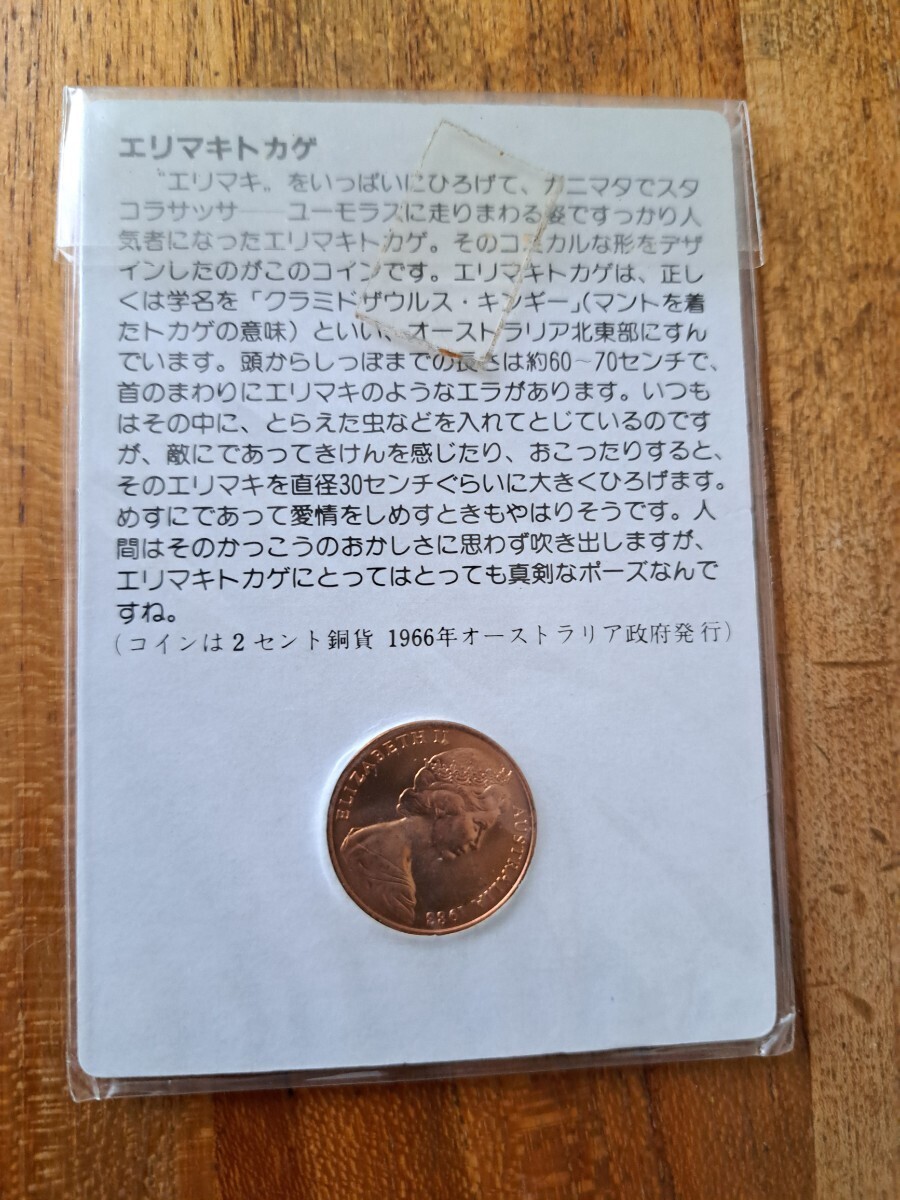 エリマキトカゲ
〝エリマキ〟をいっぱいにひろげて、ガニマタでスタ
コラサッサ――ユーモラスに走りまわる姿ですっかり人
気者になったエリマキトカゲ。そのコミカルな形をデザ
インしたのがこのコインです。エリマキトカゲは、正し
くは学名を「クラミドザウルス・キンギー」（マントを着
たトカゲの意味）といい、オーストラリア北東部にすん
でいます。頭からしっぽまでの長さは約60〜70センチで、
首のまわりにエリマキのようなエラがあります。いつも
はその中に、とらえた虫などを入れてとじているのです
が、敵にであってきけんを感じたり、おこったりすると、
そのエリマキを直径30センチぐらいに大きくひろげます。
めすにであって愛情をしめすときもやはりそうです。人
間はそのかっこうのおかしさに思わず吹き出しますが、
エリマキトカゲにとってはとっても真剣なポーズなんで
すね。
（コインは2セント銅貨 1966年オーストラリア政府発行）
ELIZABETH II
AUSTRALIA 1983